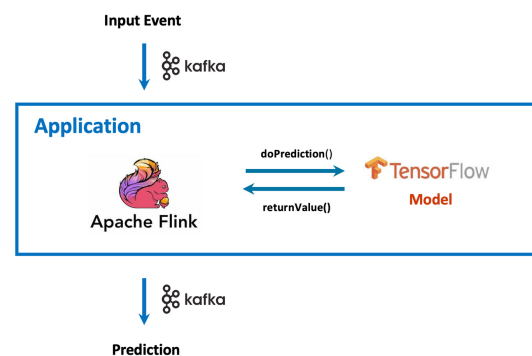 Input Event
kafka
Application
doPrediction()
TensorFlow
Model
returnValue()
Apache Flink
kafka
Prediction